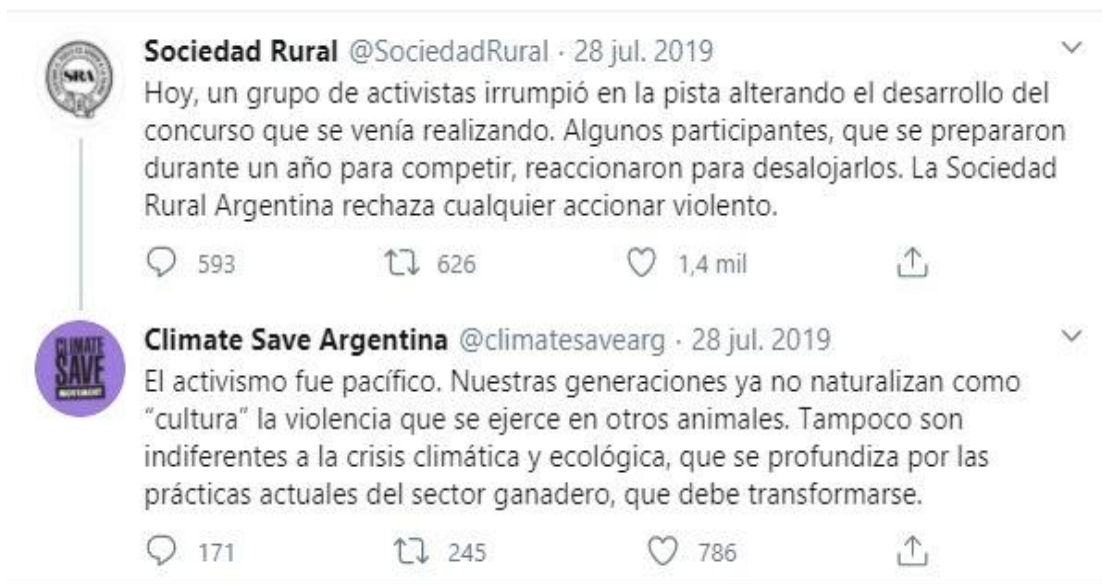 SRA
Sociedad Rural @SociedadRural · 28 jul. 2019
Hoy, un grupo de activistas irrumpió en la pista alterando el desarrollo del
concurso que se venía realizando. Algunos participantes, que se prepararon
durante un año para competir, reaccionaron para desalojarlos. La Sociedad
Rural Argentina rechaza cualquier accionar violento.
593 626 1,4 mil
CLIMATE
SAVE
MOVEMENT
Climate Save Argentina @climatesavearg · 28 jul. 2019
El activismo fue pacífico. Nuestras generaciones ya no naturalizan como
“cultura” la violencia que se ejerce en otros animales. Tampoco son
indiferentes a la crisis climática y ecológica, que se profundiza por las
prácticas actuales del sector ganadero, que debe transformarse.
171 245 786